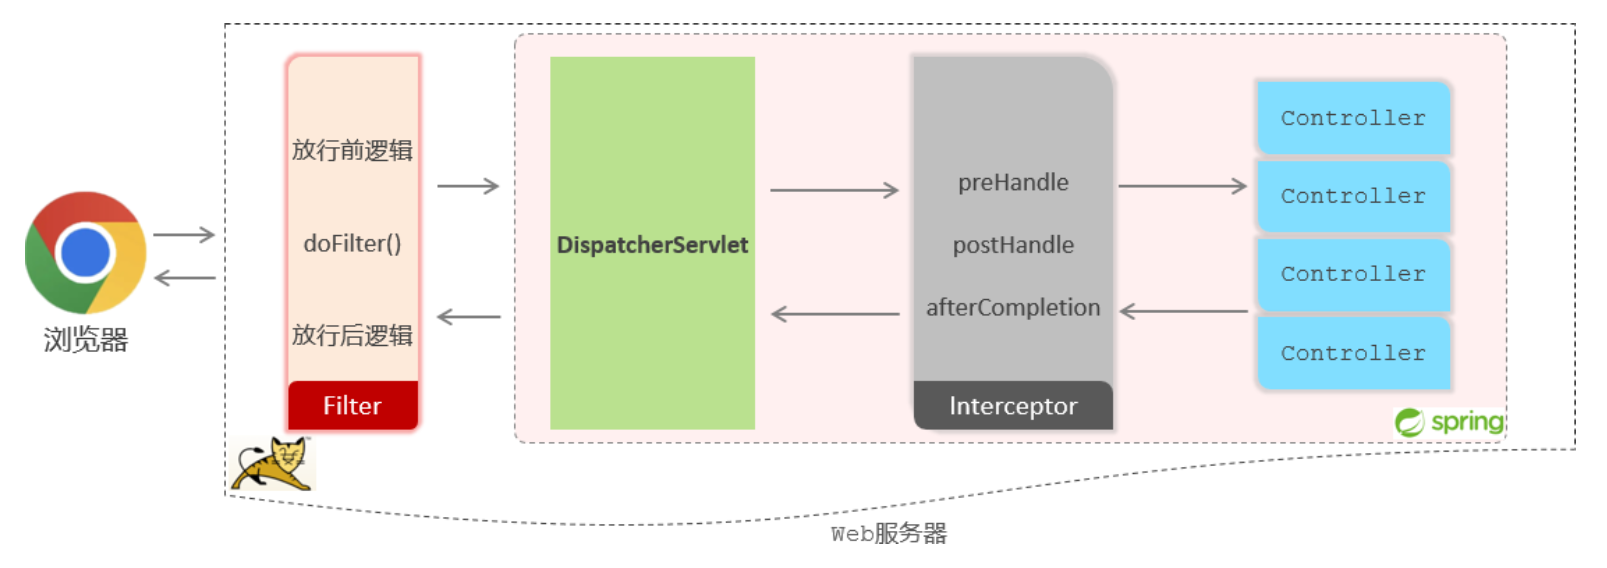 浏览器
放行前逻辑
doFilter()
放行后逻辑
Filter
DispatcherServlet
preHandle
postHandle
afterCompletion
Interceptor
Controller
Controller
Controller
Controller
spring
Web服务器